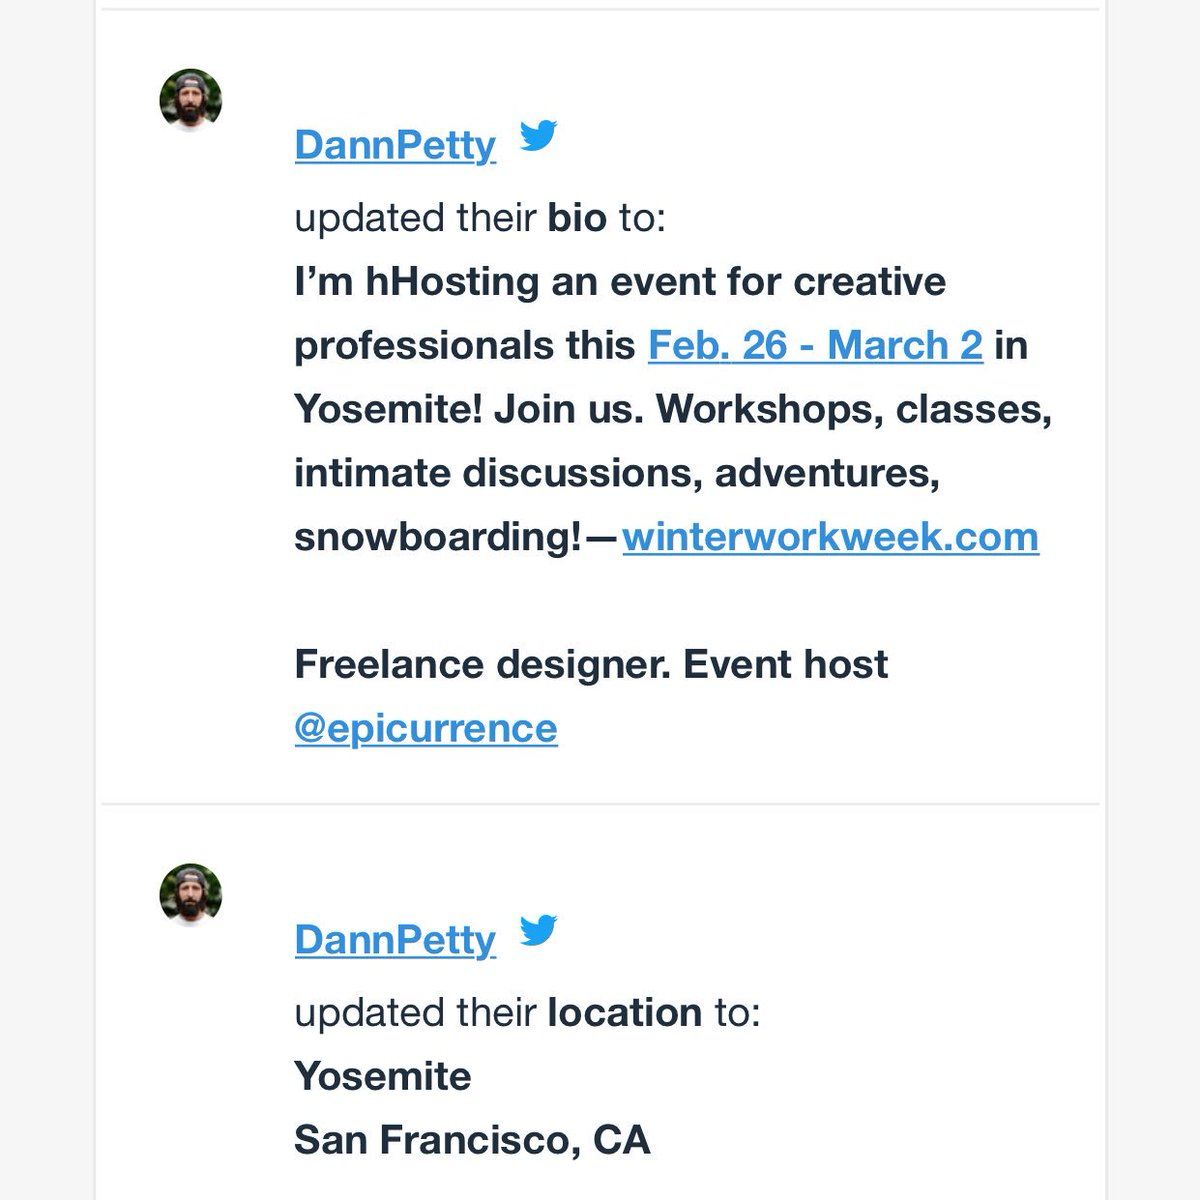 DannPetty
updated their bio to:
I’m hHosting an event for creative
professionals this Feb. 26 - March 2 in
Yosemite! Join us. Workshops, classes,
intimate discussions, adventures,
snowboarding!—winterworkweek.com
Freelance designer. Event host
@epicurrence
DannPetty
updated their location to:
Yosemite
San Francisco, CA